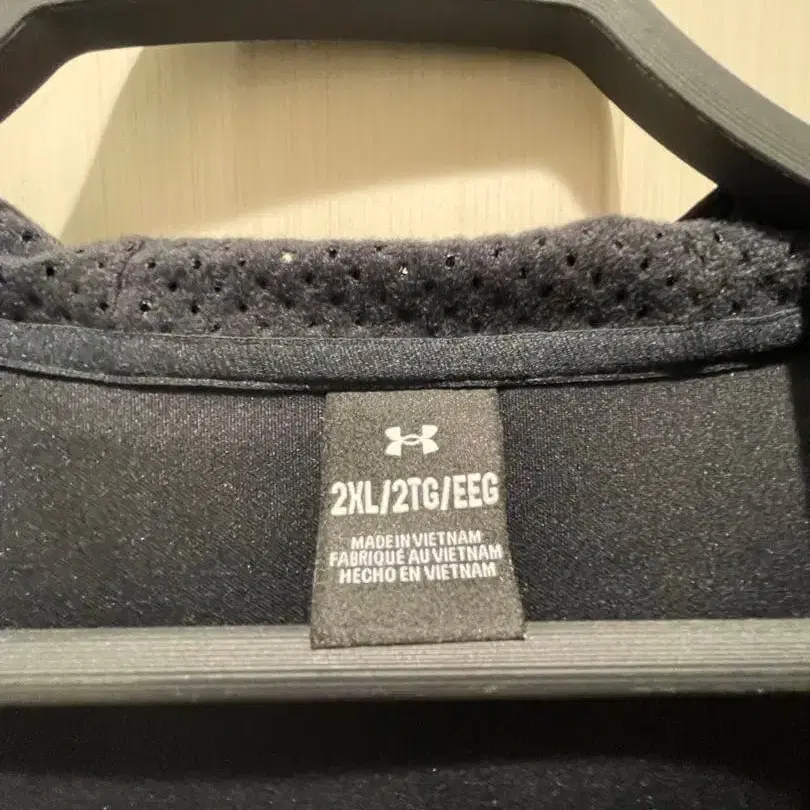 2XL/2TG/EEG
MADE IN VIETNAM
FABRIQUÉ AU VIETNAM
HECHO EN VIETNAM